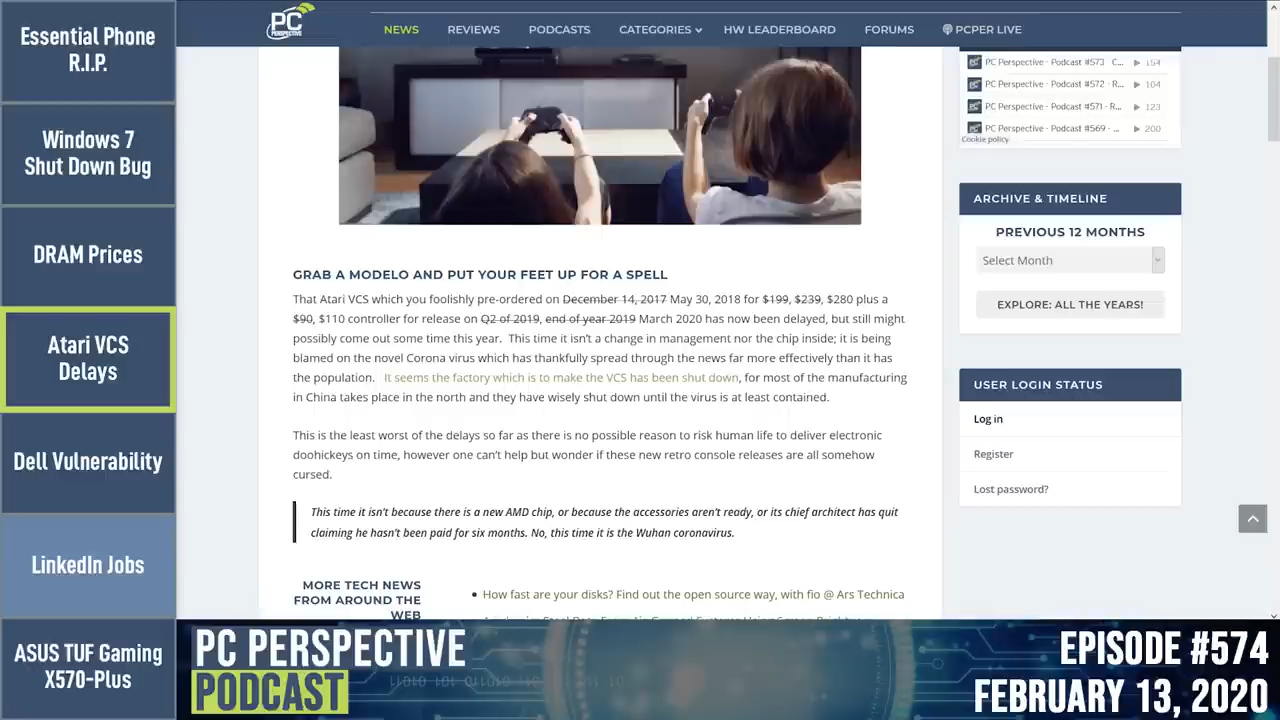 Essential Phone
R.I.P.
Windows 7
Shut Down Bug
DRAM Prices
Atari VCS
Delays
Dell Vulnerability
LinkedIn Jobs
ASUS TUF Gaming
X570-Plus
PC
PERSPECTIVE
NEWS
REVIEWS
PODCASTS
CATEGORIES
HW LEADERBOARD
FORUMS
PCPER LIVE
GRAB A MODELO AND PUT YOUR FEET UP FOR A SPELL
That Atari VCS which you foolishly pre-ordered on December 14, 2017 May 30, 2018 for $199, $239, $280 plus a
$90, $110 controller for release on Q2 of 2019, end of year 2019 March 2020 has now been delayed, but still might
possibly come out some time this year. This time it isn't a change in management nor the chip inside; it is being
blamed on the novel Corona virus which has thankfully spread through the news far more effectively than it has
the population. It seems the factory which is to make the VCS has been shut down, for most of the manufacturing
in China takes place in the north and they have wisely shut down until the virus is at least contained.
This is the least worst of the delays so far as there is no possible reason to risk human life to deliver electronic
doohickeys on time, however one can't help but wonder if these new retro console releases are all somehow
cursed.
This time it isn't because there is a new AMD chip, or because the accessories aren't ready, or its chief architect has quit
claiming he hasn't been paid for six months. No, this time it is the Wuhan coronavirus.
MORE TECH NEWS
FROM AROUND THE
WEB
How fast are your disks? Find out the open source way, with fio @ Ars Technica
PC Perspective - Podcast #573 C... 154
PC Perspective - Podcast #572 - R... 104
PC Perspective - Podcast #571 - R... 123
PC Perspective - Podcast #569 - ... 200
Cookie policy
ARCHIVE & TIMELINE
PREVIOUS 12 MONTHS
Select Month
EXPLORE: ALL THE YEARS!
USER LOGIN STATUS
Log in
Register
Lost password?
PC PERSPECTIVE
PODCAST
EPISODE #574
FEBRUARY 13, 2020